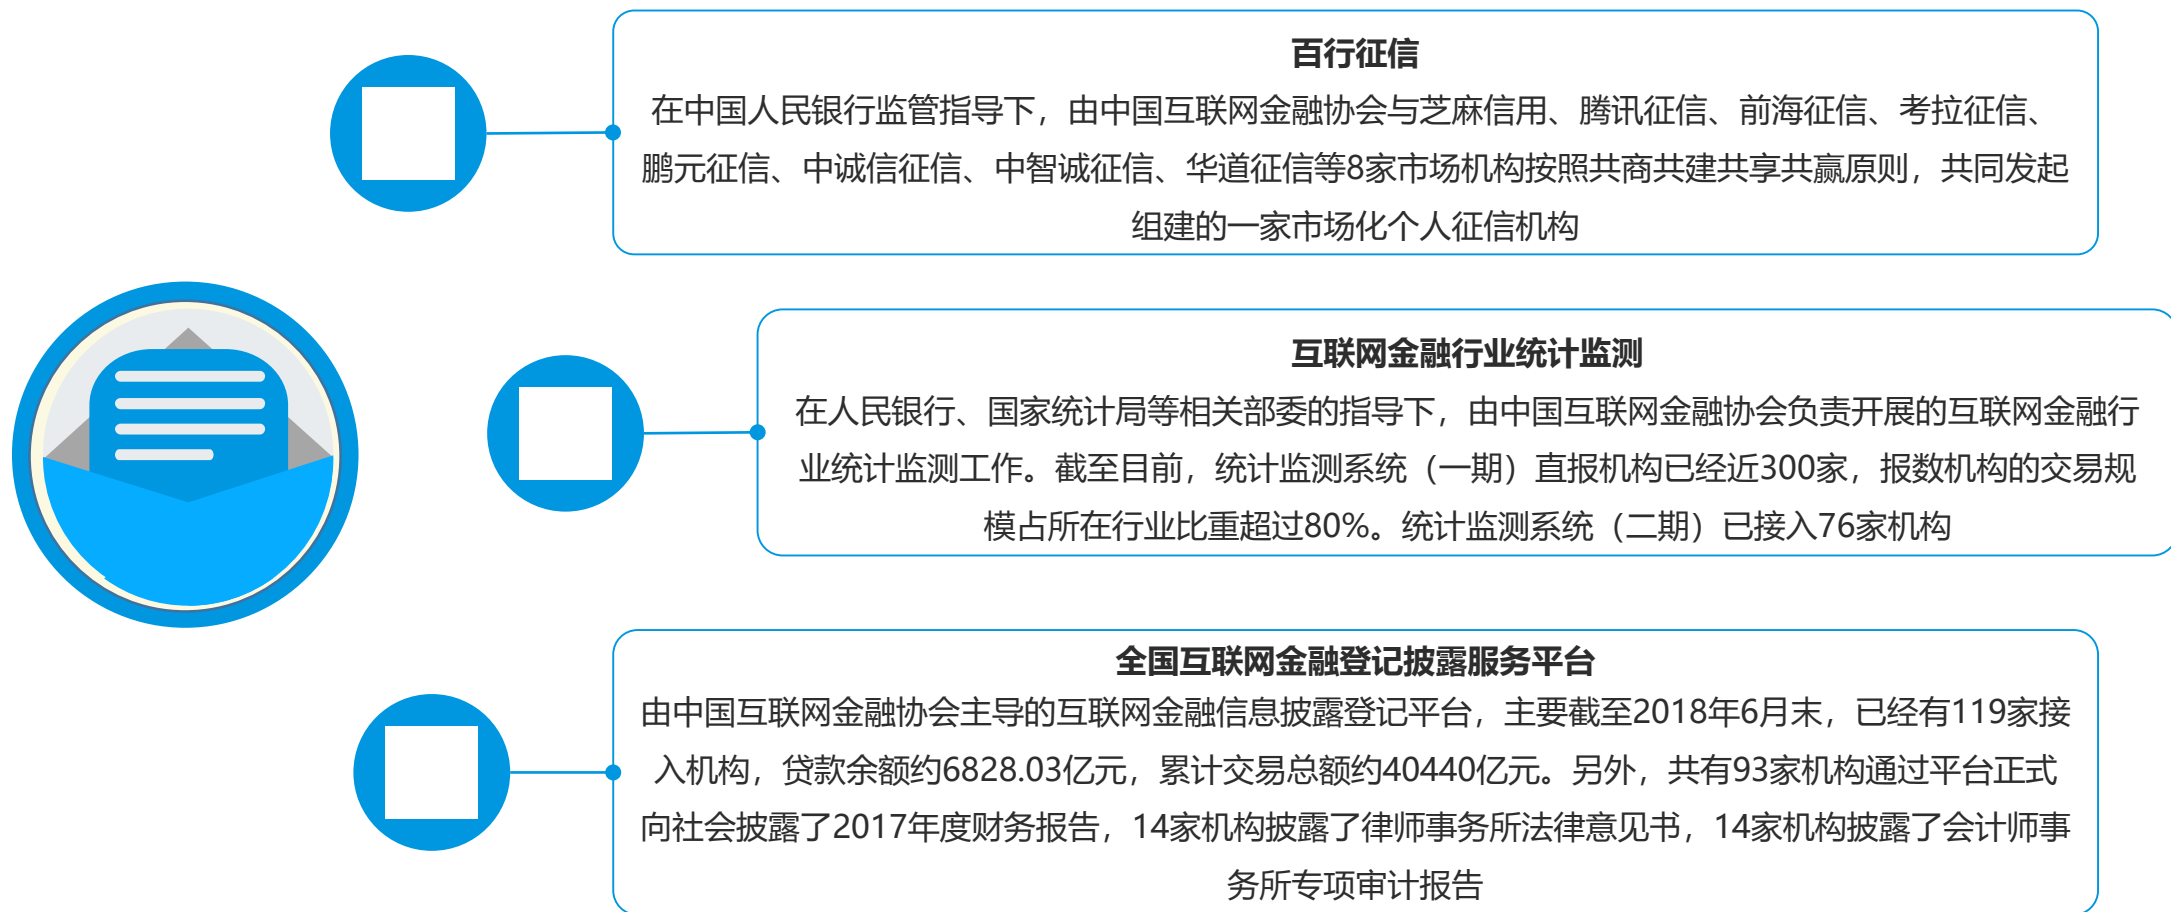 百行征信
在中国人民银行监管指导下，由中国互联网金融协会与芝麻信用、腾讯征信、前海征信、考拉征信、
鹏元征信、中诚信征信、中智诚征信、华道征信等8家市场机构按照共商共建共享共赢原则，共同发起
组建的一家市场化个人征信机构
互联网金融行业统计监测
在人民银行、国家统计局等相关部委的指导下，由中国互联网金融协会负责开展的互联网金融行
业统计监测工作。截至目前，统计监测系统（一期）直报机构已经近300家，报数机构的交易规
模占所在行业比重超过80%。统计监测系统（二期）已接入76家机构
全国互联网金融登记披露服务平台
由中国互联网金融协会主导的互联网金融信息披露登记平台，主要截至2018年6月末，已经有119家接
入机构，贷款余额约6828.03亿元，累计交易总额约40440亿元。另外，共有93家机构通过平台正式
向社会披露了2017年度财务报告，14家机构披露了律师事务所法律意见书，14家机构披露了会计师事
务所专项审计报告